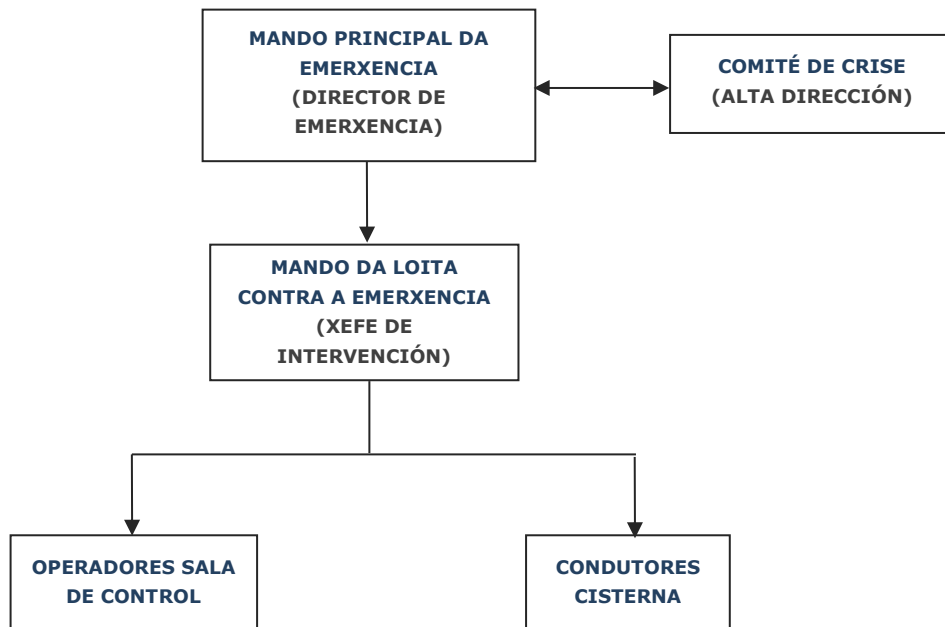 MANDO PRINCIPAL DA
EMERXENCIA
(DIRECTOR DE
EMERXENCIA)
COMITÉ DE CRISE
(ALTA DIRECCIÓN)
MANDO DA LOITA
CONTRA A EMERXENCIA
(XEFE DE
INTERVENCIÓN)
OPERADORES SALA
DE CONTROL
CONDUTORES
CISTERNA